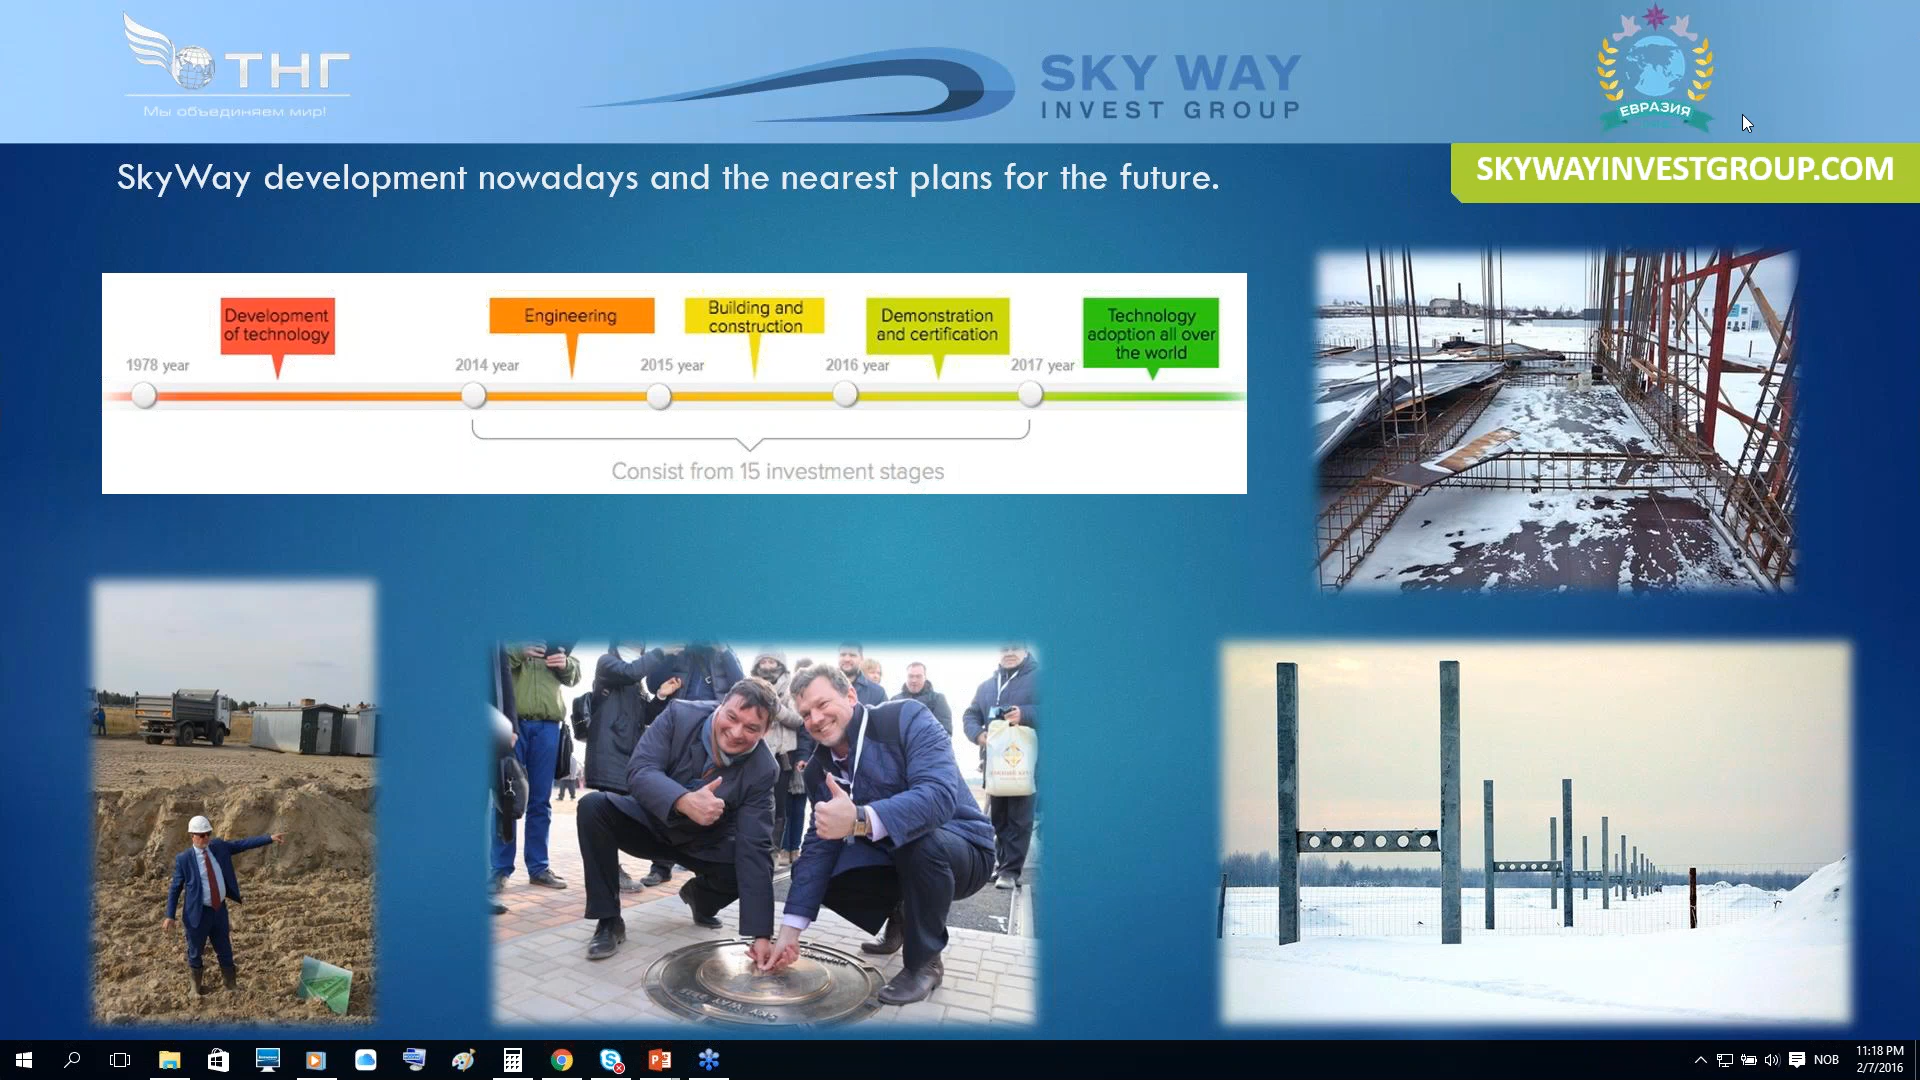 ТНГ
Мы объединяем мир!
SKY WAY
INVEST GROUP
ЕВРАЗИЯ
SkyWay development nowadays and the nearest plans for the future.
SKYWAYINVESTGROUP.COM
Development
of technology
Engineering
Building and
construction
Demonstration
and certification
Technology
adoption all over
the world
1978 year
2014 year
2015 year
2016 year
2017 year
Consist from 15 investment stages
SKY WAY
NOB
11:18 PM
2/7/2016